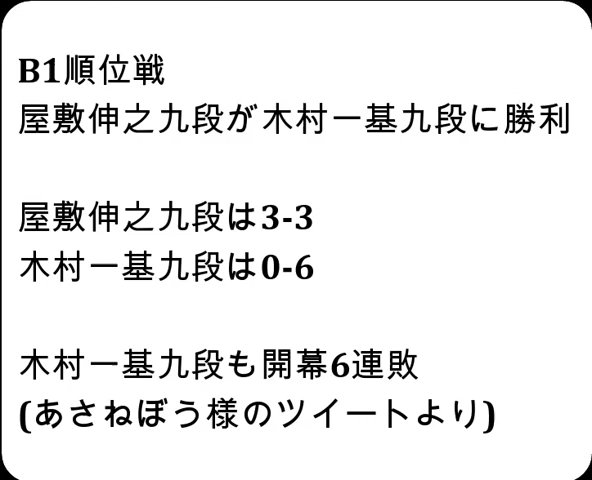 B1順位戦
屋敷伸之九段が木村一基九段に勝利
屋敷伸之九段は3-3
木村一基九段は0-6
木村一基九段も開幕6連敗
(あさねぼう様のツイートより)